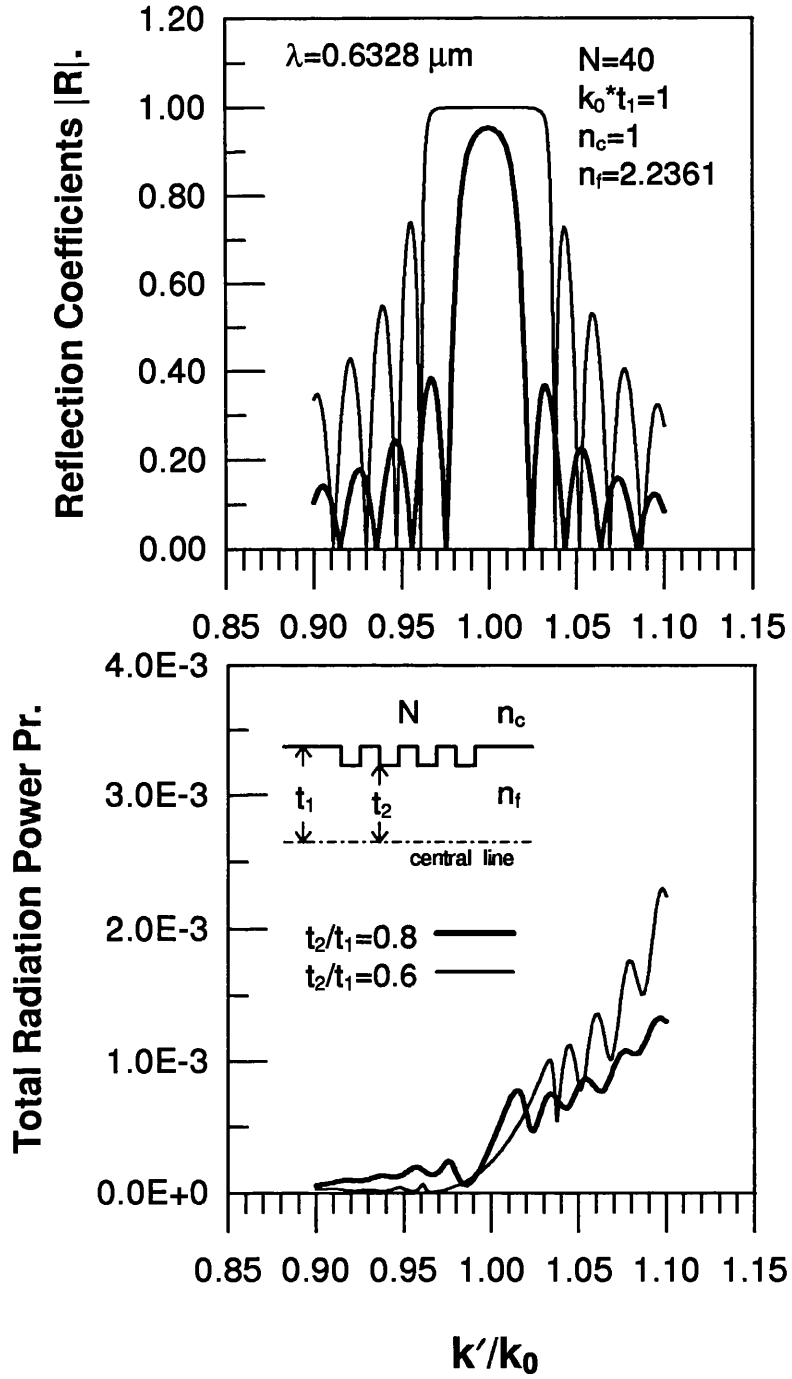 Reflection Coefficients |R|.
1.20
1.00
0.80
0.60
0.40
0.20
0.00
λ=0.6328 μm
N=40
k₀*t₁=1
n_c=1
n_f=2.2361
0.85 0.90 0.95 1.00 1.05 1.10 1.15
Total Radiation Power Pr.
4.0E-3
3.0E-3
2.0E-3
1.0E-3
0.0E+0
N n_c
t₁ t₂ n_f
central line
t₂/t₁=0.8
t₂/t₁=0.6
0.85 0.90 0.95 1.00 1.05 1.10 1.15
k′/k₀